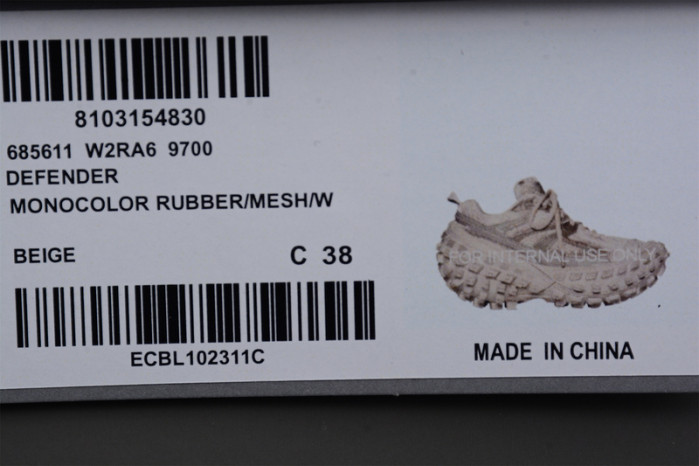 8103154830
685611 W2RA6 9700
DEFENDER
MONOCOLOR RUBBER/MESH/W
BEIGE C 38
ECBL102311C
FOR INTERNAL USE ONLY
MADE IN CHINA